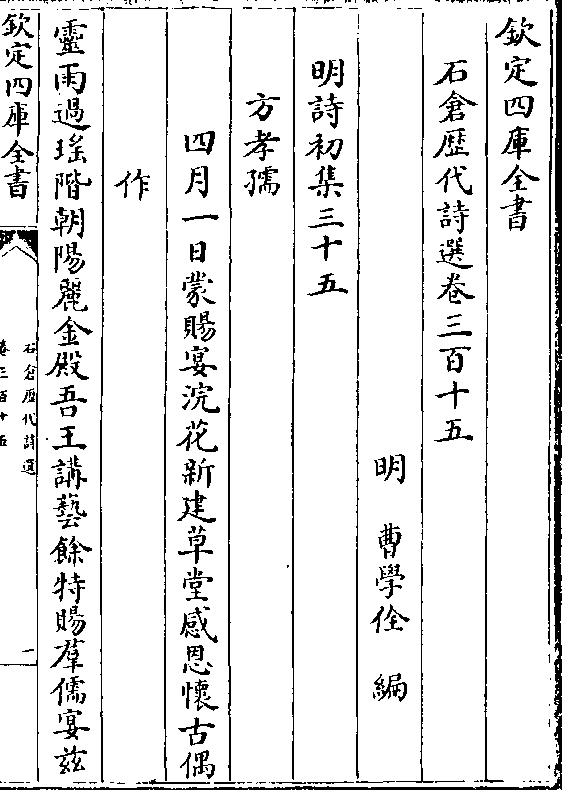 欽定四庫全書
石倉歴代詩選卷三百十五
明　曹學佺　編
明詩初集三十五
方孝孺
四月一日蒙賜宴浣花新建草堂感恩懷古偶
作
靈雨過瑤階朝陽麗金殿吾王講藝餘特賜羣儒宴兹
欽定四庫全書
石倉歴代詩選
卷三百十五
一